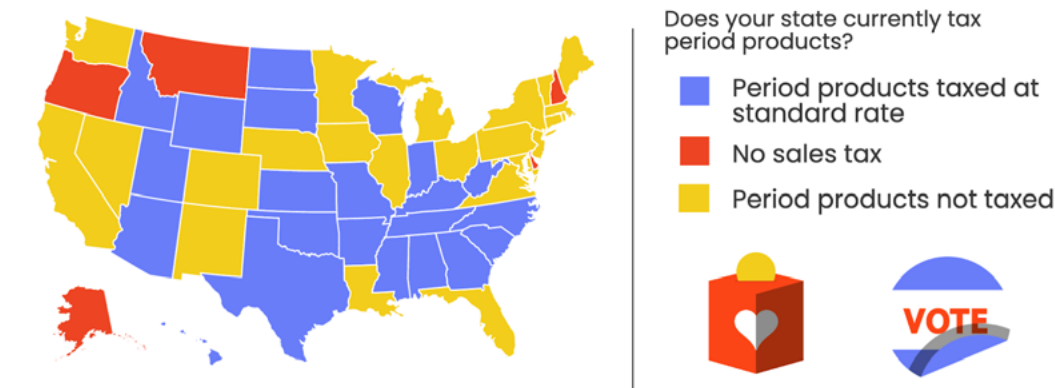 Does your state currently tax
period products?
Period products taxed at
standard rate
No sales tax
Period products not taxed
VOTE